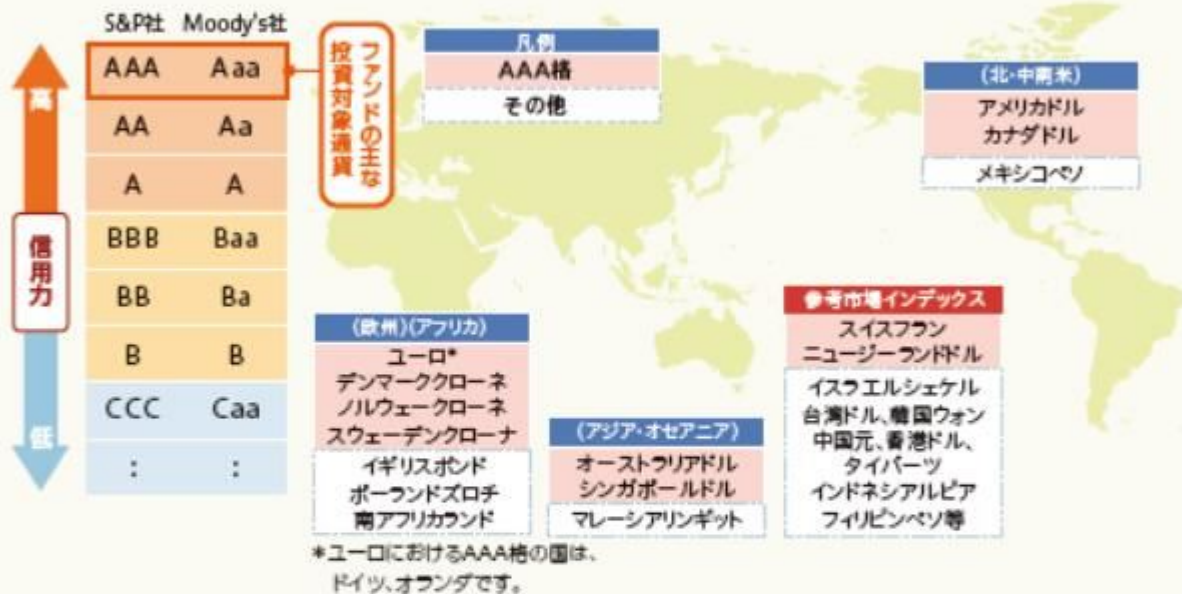 S&P社 Moody's社
高
信用力
低
AAA Aaa
AA Aa
A A
BBB Baa
BB Ba
B B
CCC Caa
: :
ファンドの主な
投資対象通貨
凡例
AAA格
その他
(北・中南米)
アメリカドル
カナダドル
メキシコペソ
(欧州)(アフリカ)
ユーロ*
デンマーククローネ
ノルウェークローネ
スウェーデンクローナ
イギリスポンド
ポーランドズロチ
南アフリカランド
(アジア・オセアニア)
オーストラリアドル
シンガポールドル
マレーシアリンギット
参考市場インデックス
スイスフラン
ニュージーランドドル
イスラエルシェケル
台湾ドル、韓国ウォン
中国元、香港ドル、
タイバーツ
インドネシアルピア
フィリピンペソ等
*ユーロにおけるAAA格の国は、
ドイツ、オランダです。